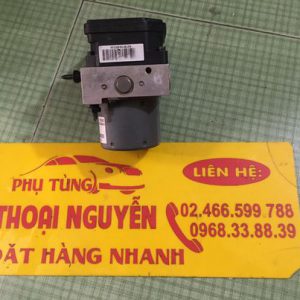 PHỤ TÙNG
LIÊN HỆ:
THOẠI NGUYỄN
02,466.599.788
0968.33.88.39
ĐẶT HÀNG NHANH